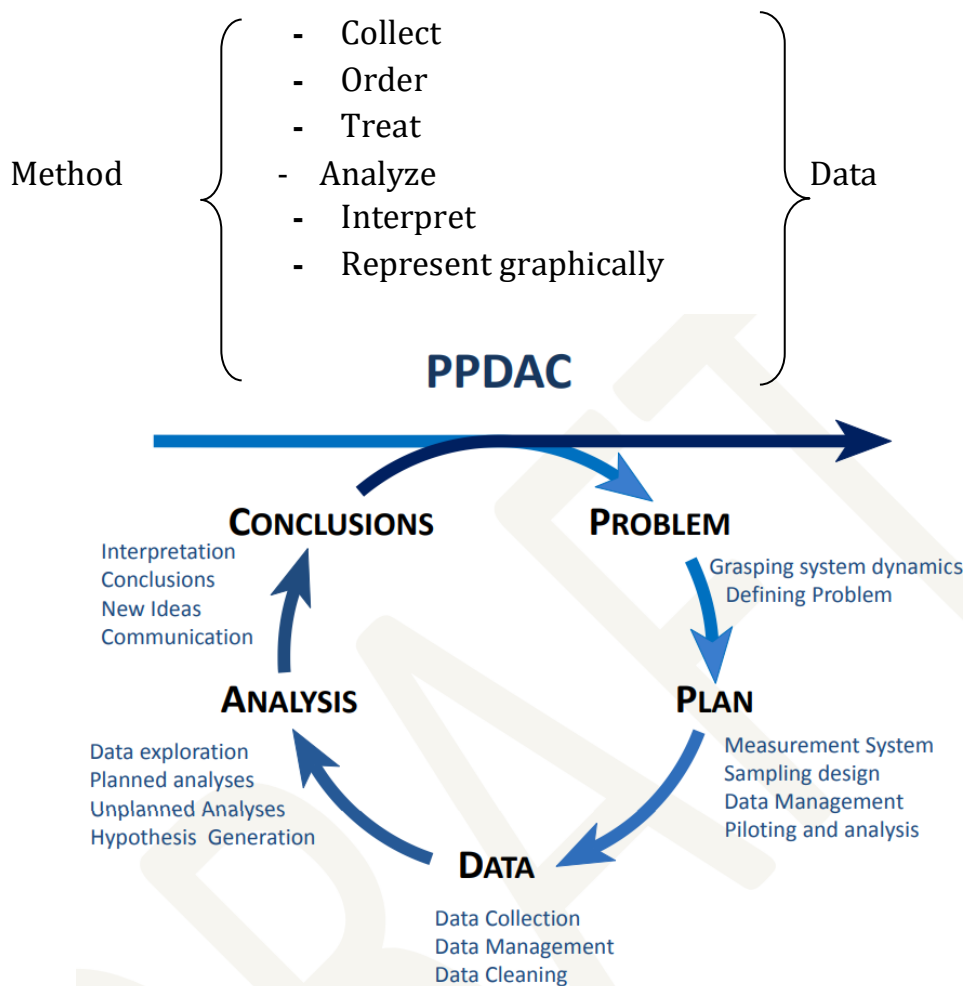 - Collect
- Order
- Treat
Method - Analyze Data
- Interpret
- Represent graphically
PPDAC
CONCLUSIONS
Interpretation
Conclusions
New Ideas
Communication
PROBLEM
Grasping system dynamics
Defining Problem
ANALYSIS
Data exploration
Planned analyses
Unplanned Analyses
Hypothesis Generation
PLAN
Measurement System
Sampling design
Data Management
Piloting and analysis
DATA
Data Collection
Data Management
Data Cleaning
DRAFT